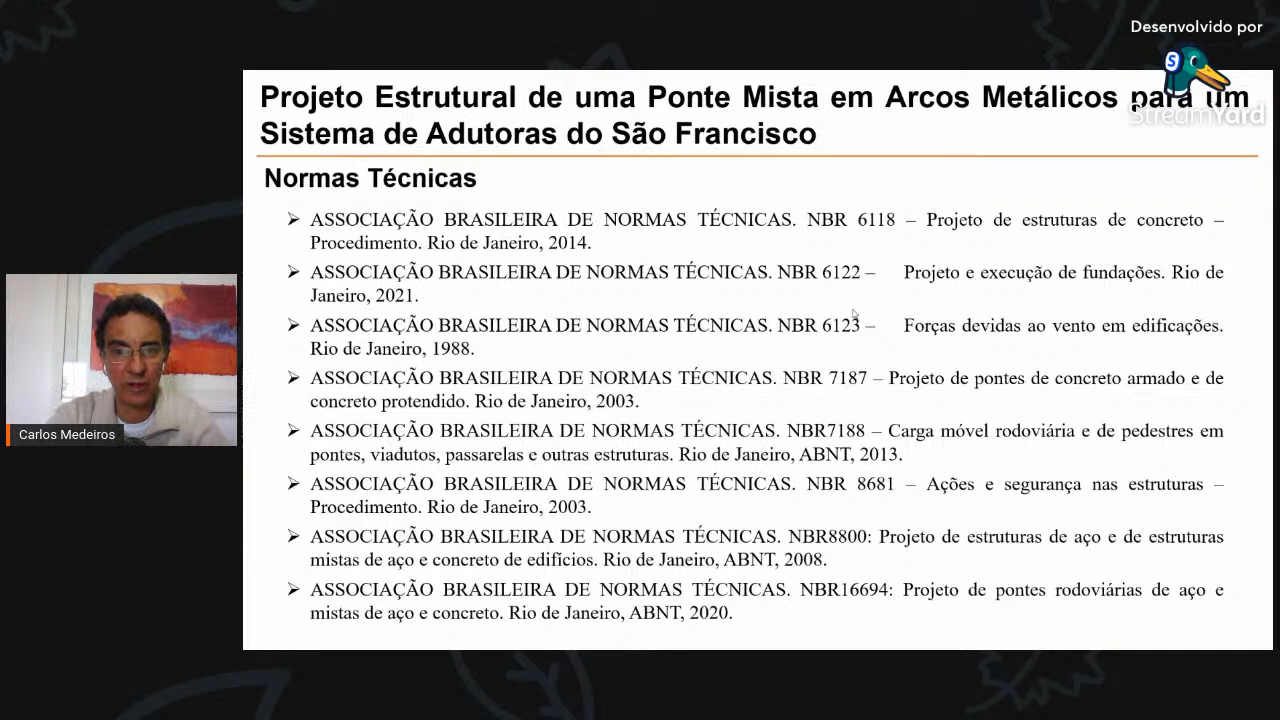 Desenvolvido por
StreamYard
Projeto Estrutural de uma Ponte Mista em Arcos Metálicos para um
Sistema de Adutoras do São Francisco
Normas Técnicas
➢ ASSOCIAÇÃO BRASILEIRA DE NORMAS TÉCNICAS. NBR 6118 – Projeto de estruturas de concreto –
Procedimento. Rio de Janeiro, 2014.
➢ ASSOCIAÇÃO BRASILEIRA DE NORMAS TÉCNICAS. NBR 6122 – Projeto e execução de fundações. Rio de
Janeiro, 2021.
➢ ASSOCIAÇÃO BRASILEIRA DE NORMAS TÉCNICAS. NBR 6123 – Forças devidas ao vento em edificações.
Rio de Janeiro, 1988.
➢ ASSOCIAÇÃO BRASILEIRA DE NORMAS TÉCNICAS. NBR 7187 – Projeto de pontes de concreto armado e de
concreto protendido. Rio de Janeiro, 2003.
➢ ASSOCIAÇÃO BRASILEIRA DE NORMAS TÉCNICAS. NBR7188 – Carga móvel rodoviária e de pedestres em
pontes, viadutos, passarelas e outras estruturas. Rio de Janeiro, ABNT, 2013.
➢ ASSOCIAÇÃO BRASILEIRA DE NORMAS TÉCNICAS. NBR 8681 – Ações e segurança nas estruturas –
Procedimento. Rio de Janeiro, 2003.
➢ ASSOCIAÇÃO BRASILEIRA DE NORMAS TÉCNICAS. NBR8800: Projeto de estruturas de aço e de estruturas
mistas de aço e concreto de edifícios. Rio de Janeiro, ABNT, 2008.
➢ ASSOCIAÇÃO BRASILEIRA DE NORMAS TÉCNICAS. NBR16694: Projeto de pontes rodoviárias de aço e
mistas de aço e concreto. Rio de Janeiro, ABNT, 2020.
Carlos Medeiros